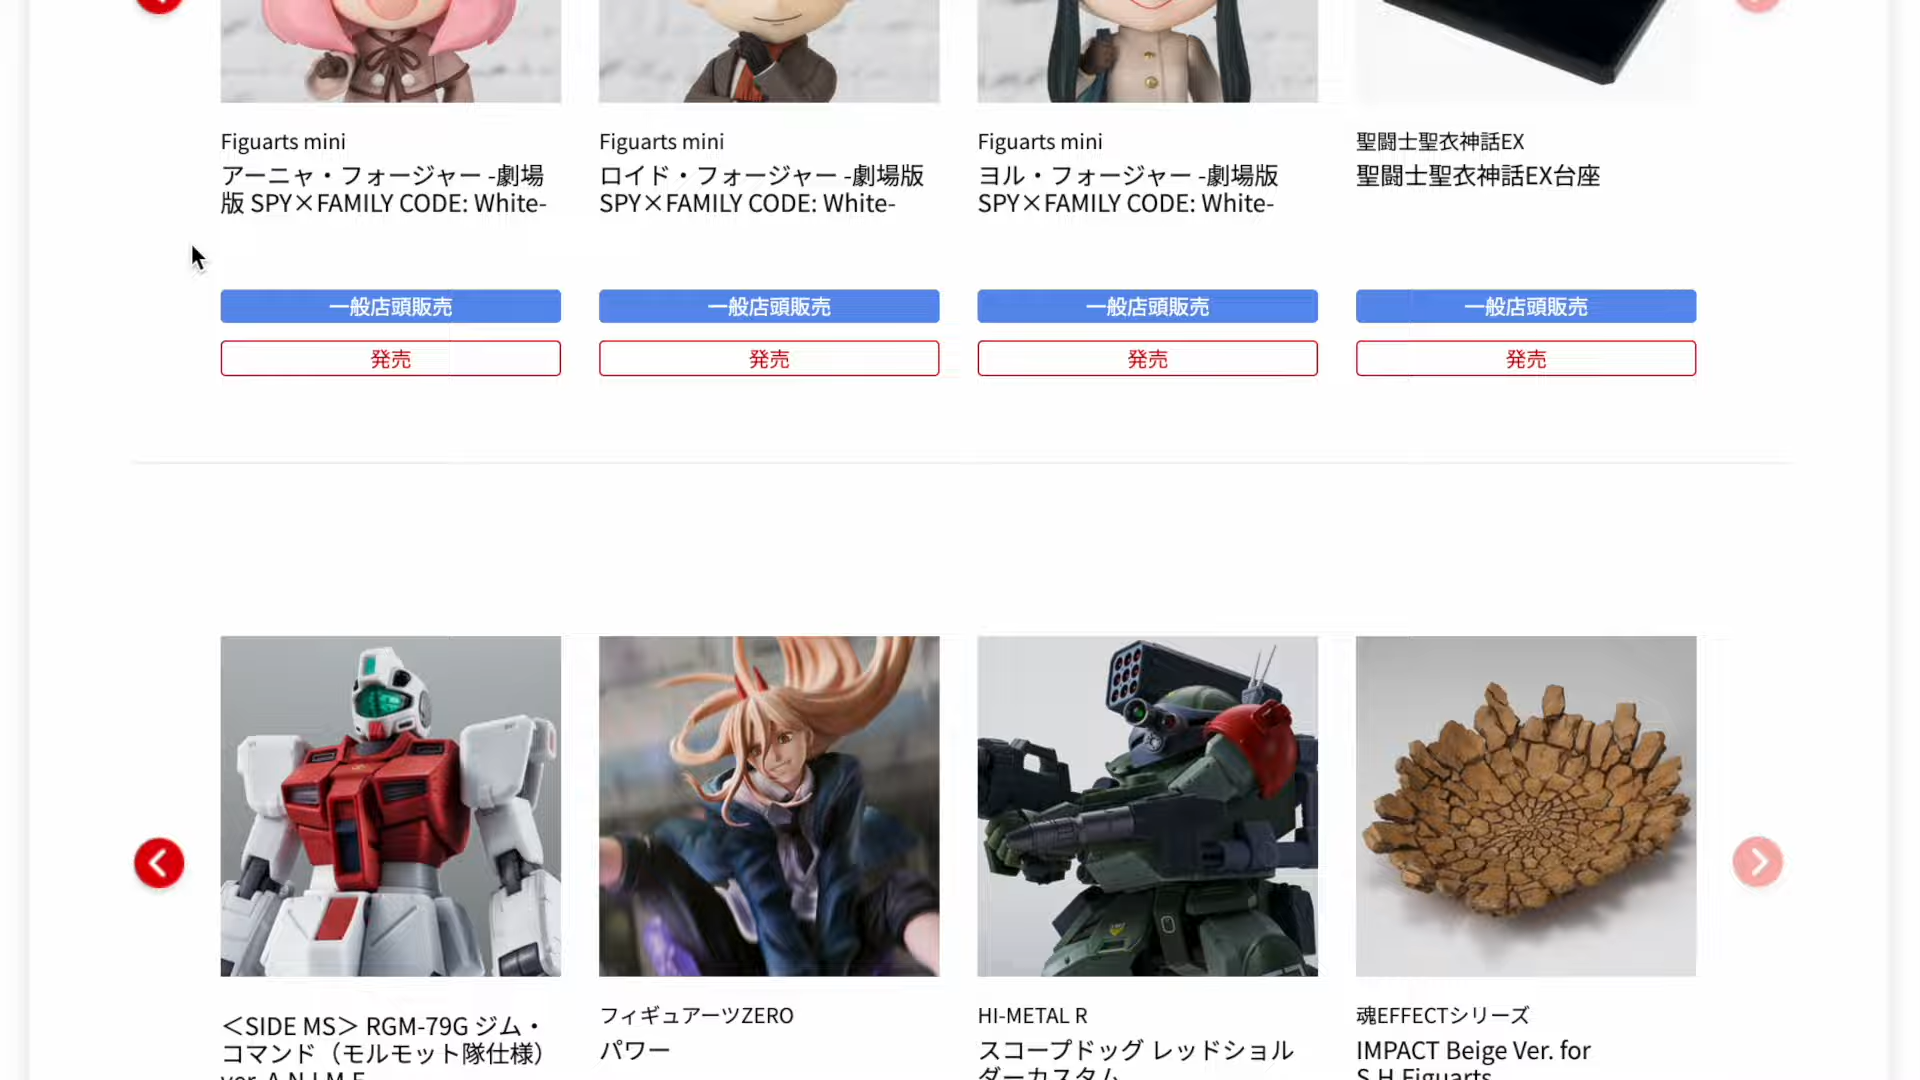 Figuarts mini
アーニャ・フォージャー -劇場
版 SPY×FAMILY CODE: White-
Figuarts mini
ロイド・フォージャー -劇場版
SPY×FAMILY CODE: White-
Figuarts mini
ヨル・フォージャー -劇場版
SPY×FAMILY CODE: White-
聖闘士聖衣神話EX
聖闘士聖衣神話EX台座
一般店頭販売
一般店頭販売
一般店頭販売
一般店頭販売
発売
発売
発売
発売
＜SIDE MS＞ RGM-79G ジム・
コマンド（モルモット隊仕様）
ver. A.N.I.M.E.
フィギュアーツZERO
パワー
HI-METAL R
スコープドッグ レッドショル
ダーカスタム
魂EFFECTシリーズ
IMPACT Beige Ver. for
S.H.Figuarts